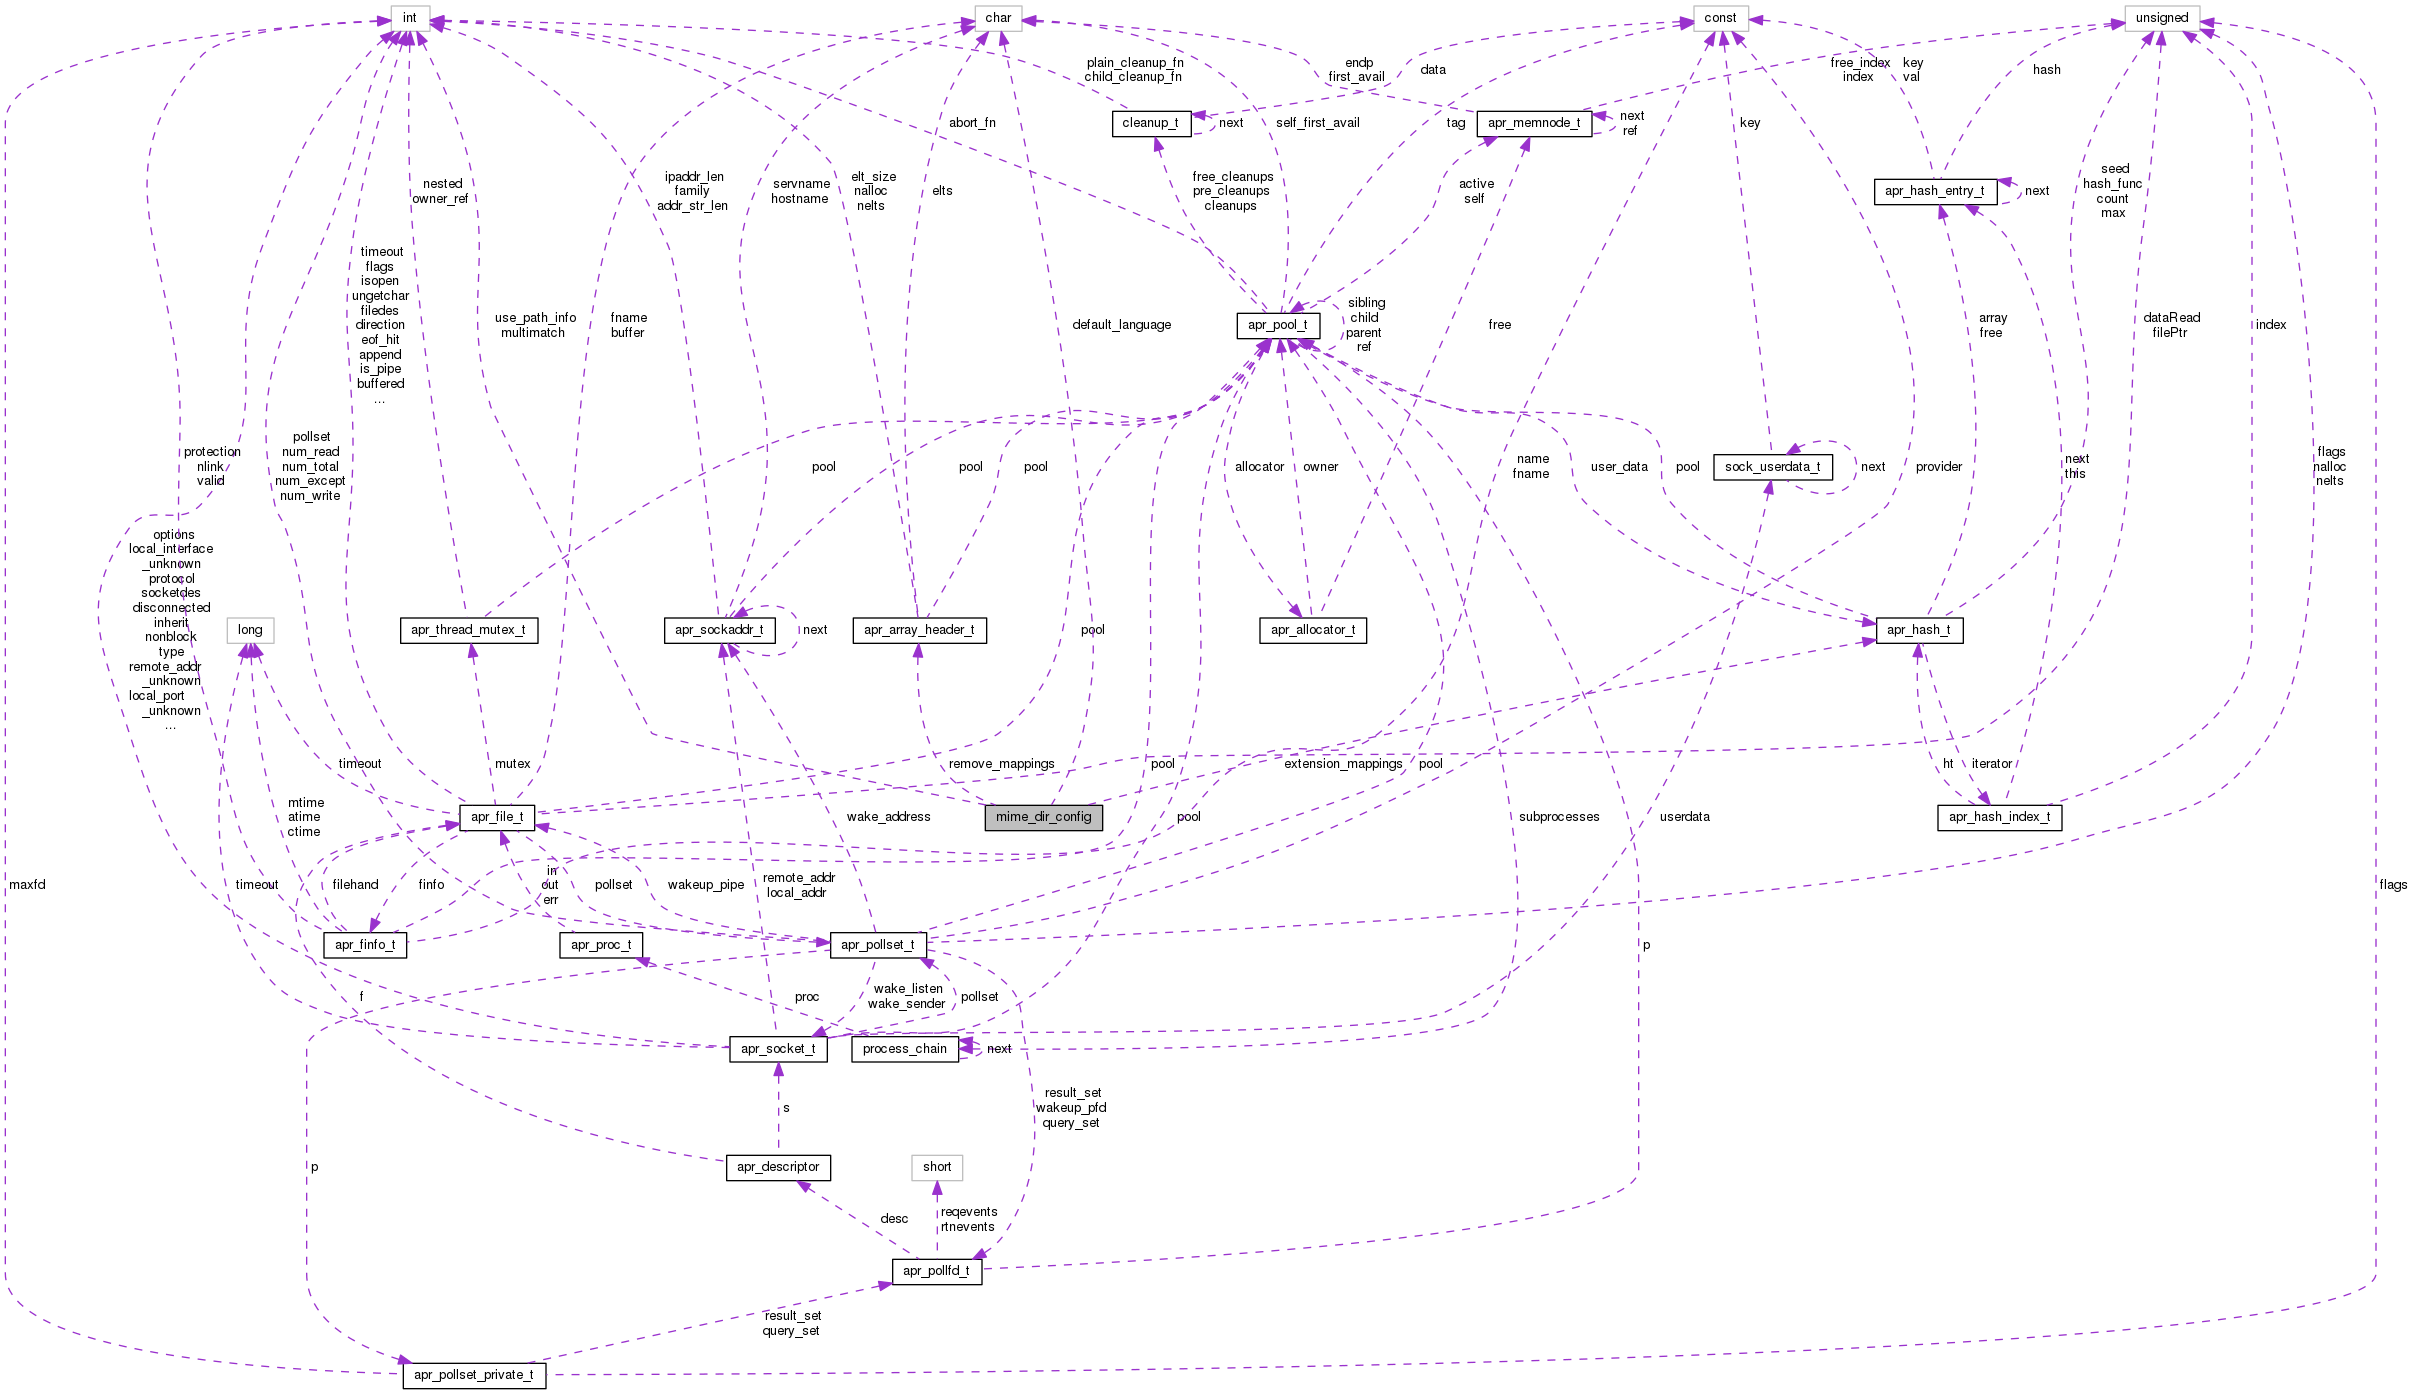 int
char
const
unsigned
plain_cleanup_fn
child_cleanup_fn
endp
first_avail
data
free_index
index
key
val
hash
abort_fn
cleanup_t
next
self_first_avail
tag
apr_memnode_t
next
ref
key
nested
owner_ref
ipaddr_len
family
addr_str_len
servname
hostname
elt_size
nalloc
nelts
elts
free_cleanups
pre_cleanups
cleanups
active
self
apr_hash_entry_t
next
seed
hash_func
count
max
timeout
flags
isopen
ungetchar
filedes
direction
eof_hit
append
is_pipe
buffered
...
use_path_info
multimatch
fname
buffer
default_language
apr_pool_t
sibling
child
parent
ref
free
array
free
dataRead
filePtr
index
protection
nlink
valid
pollset
num_read
num_total
num_except
num_write
pool
pool
pool
allocator
owner
name
fname
user_data
pool
sock_userdata_t
next
provider
next
this
flags
nalloc
nelts
options
local_interface
_unknown
protocol
socketdes
disconnected
inherit
nonblock
type
remote_addr
_unknown
local_port
_unknown
...
long
apr_thread_mutex_t
apr_sockaddr_t
next
apr_array_header_t
pool
apr_allocator_t
apr_hash_t
timeout
mutex
remove_mappings
pool
extension_mappings
pool
ht
iterator
mtime
atime
ctime
apr_file_t
wake_address
mime_dir_config
pool
subprocesses
userdata
apr_hash_index_t
maxfd
timeout
filehand
finfo
in
out
err
pollset
wakeup_pipe
remote_addr
local_addr
flags
apr_finfo_t
apr_proc_t
apr_pollset_t
p
f
proc
wake_listen
wake_sender
pollset
apr_socket_t
process_chain
next
s
result_set
wakeup_pfd
query_set
p
apr_descriptor
short
desc
reqevents
rtnevents
apr_pollfd_t
result_set
query_set
apr_pollset_private_t